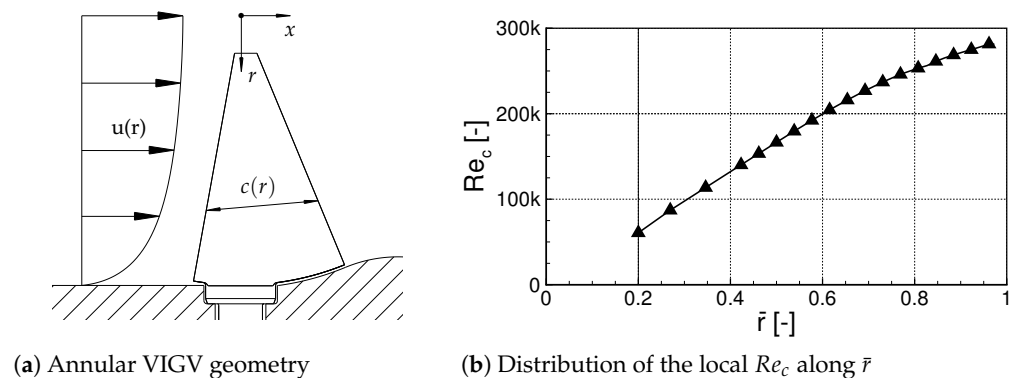 x
r
u(r)
c(r)
(a) Annular VIGV geometry
300k
200k
100k
0
Re_c [-]
0 0.2 0.4 0.6 0.8 1
r̄ [-]
(b) Distribution of the local Re_c along r̄